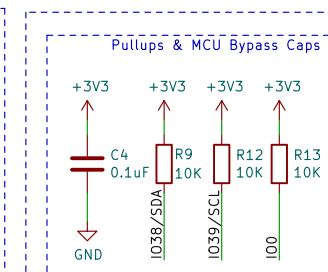 Pullups & MCU Bypass Caps
+3V3
+3V3
+3V3
+3V3
C4
0.1uF
R9
10K
R12
10K
R13
10K
IO38/SDA
IO39/SCL
IO0
GND